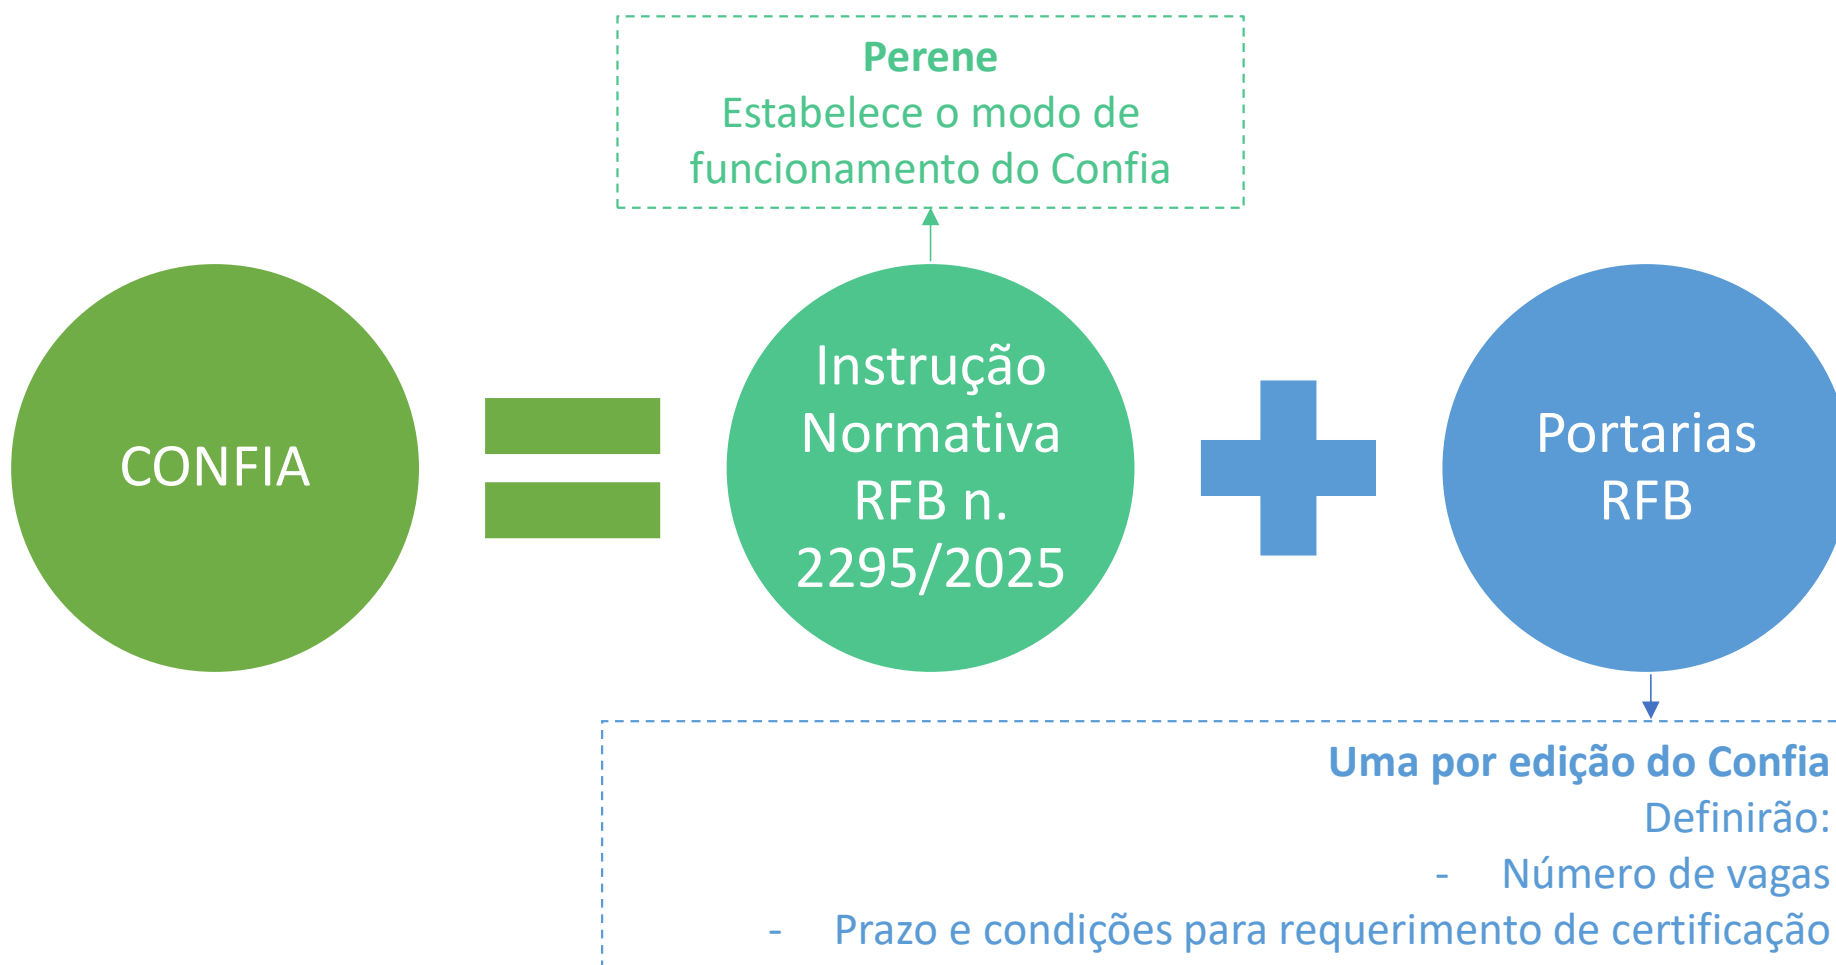 Perene
Estabelece o modo de
funcionamento do Confia
CONFIA
Instrução
Normativa
RFB n.
2295/2025
Portarias
RFB
Uma por edição do Confia
Definirão:
- Número de vagas
- Prazo e condições para requerimento de certificação